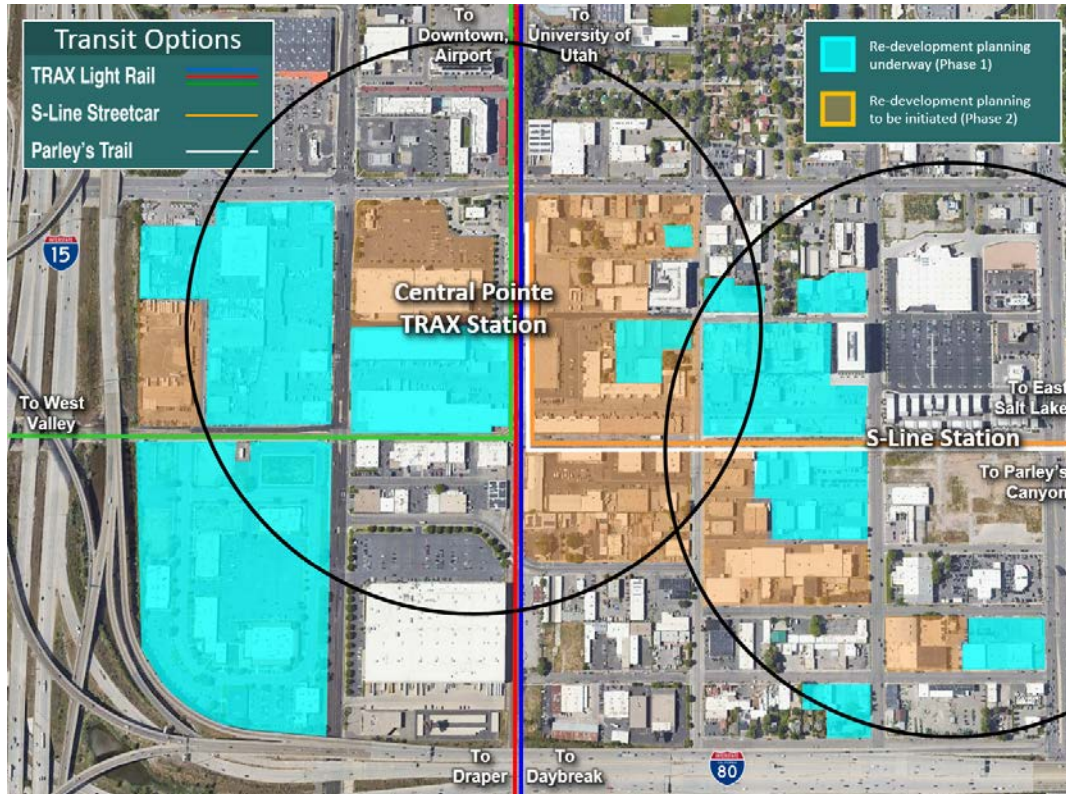 Transit Options
TRAX Light Rail
S-Line Streetcar
Parley's Trail
To
Downtown,
Airport
To
University of
Utah
Re-development planning
underway (Phase 1)
Re-development planning
to be initiated (Phase 2)
INTERSTATE
15
Central Pointe
TRAX Station
To West
Valley
To East
Salt Lake
S-Line Station
To Parley's
Canyon
To
Draper
To
Daybreak
INTERSTATE
80